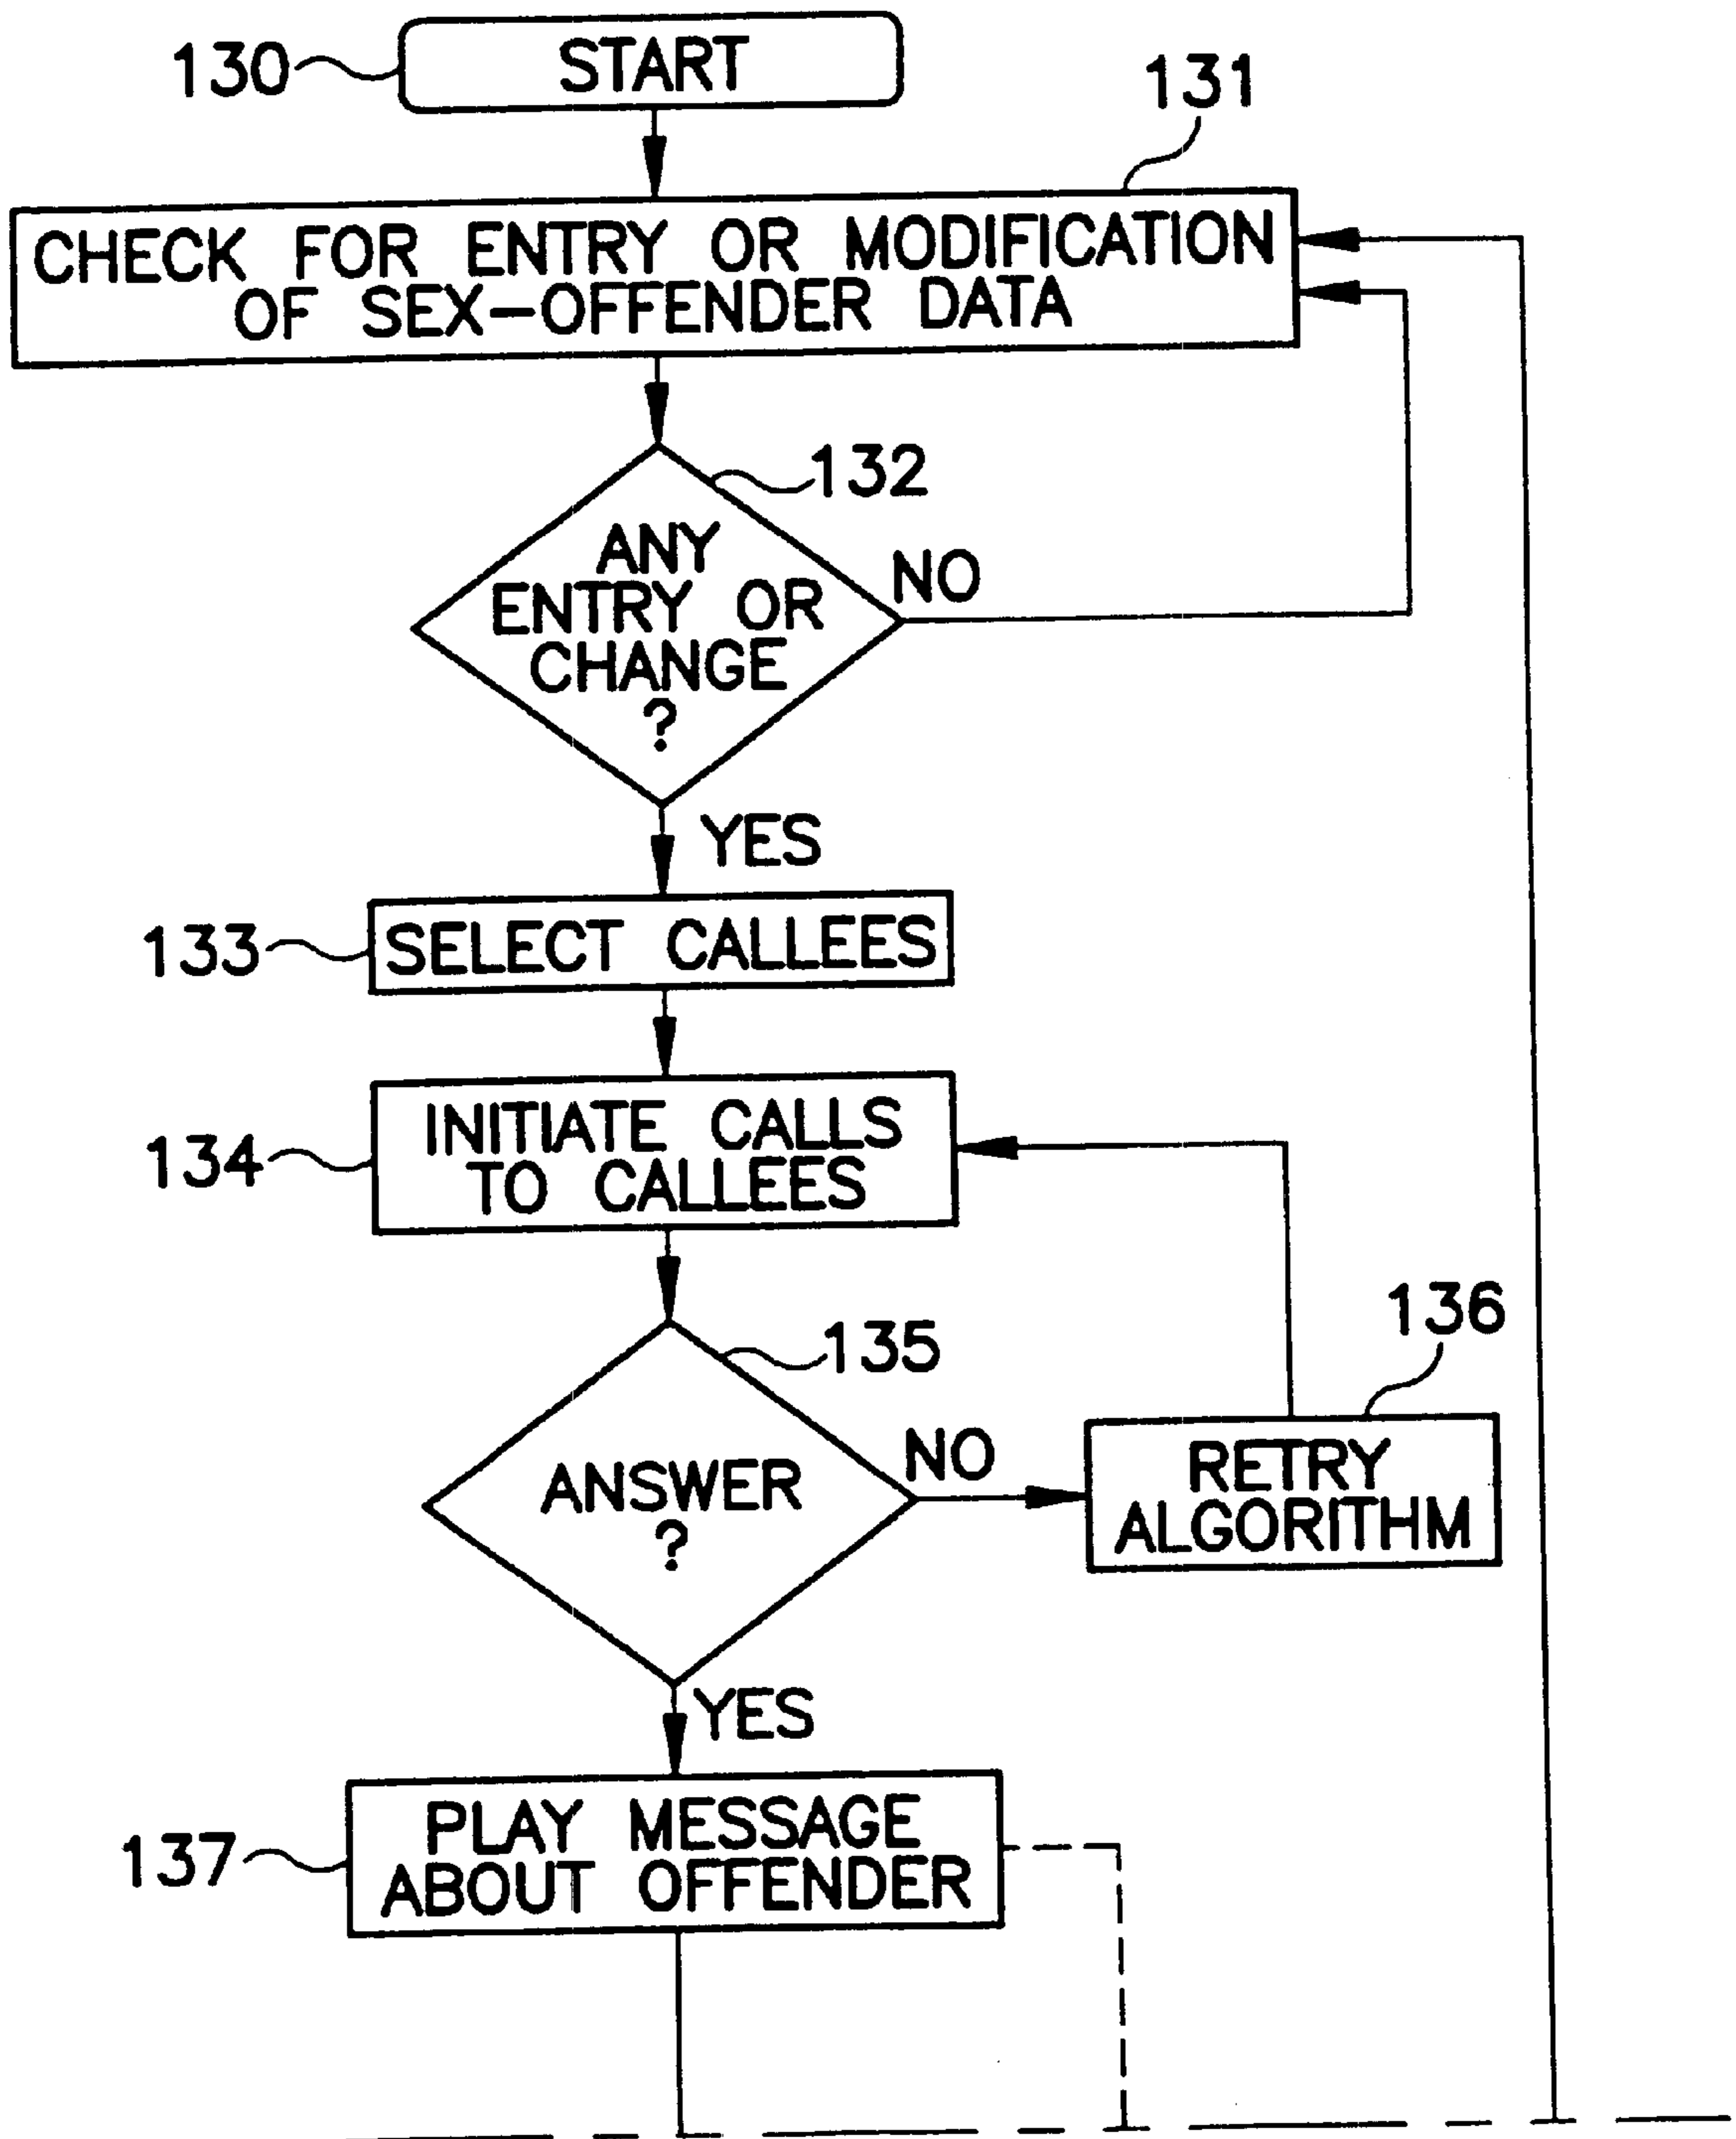 130
START
131
CHECK FOR ENTRY OR MODIFICATION
OF SEX-OFFENDER DATA
132
ANY
ENTRY OR
CHANGE
?
NO
YES
133
SELECT CALLEES
134
INITIATE CALLS
TO CALLEES
135
136
ANSWER
?
NO
RETRY
ALGORITHM
YES
137
PLAY MESSAGE
ABOUT OFFENDER